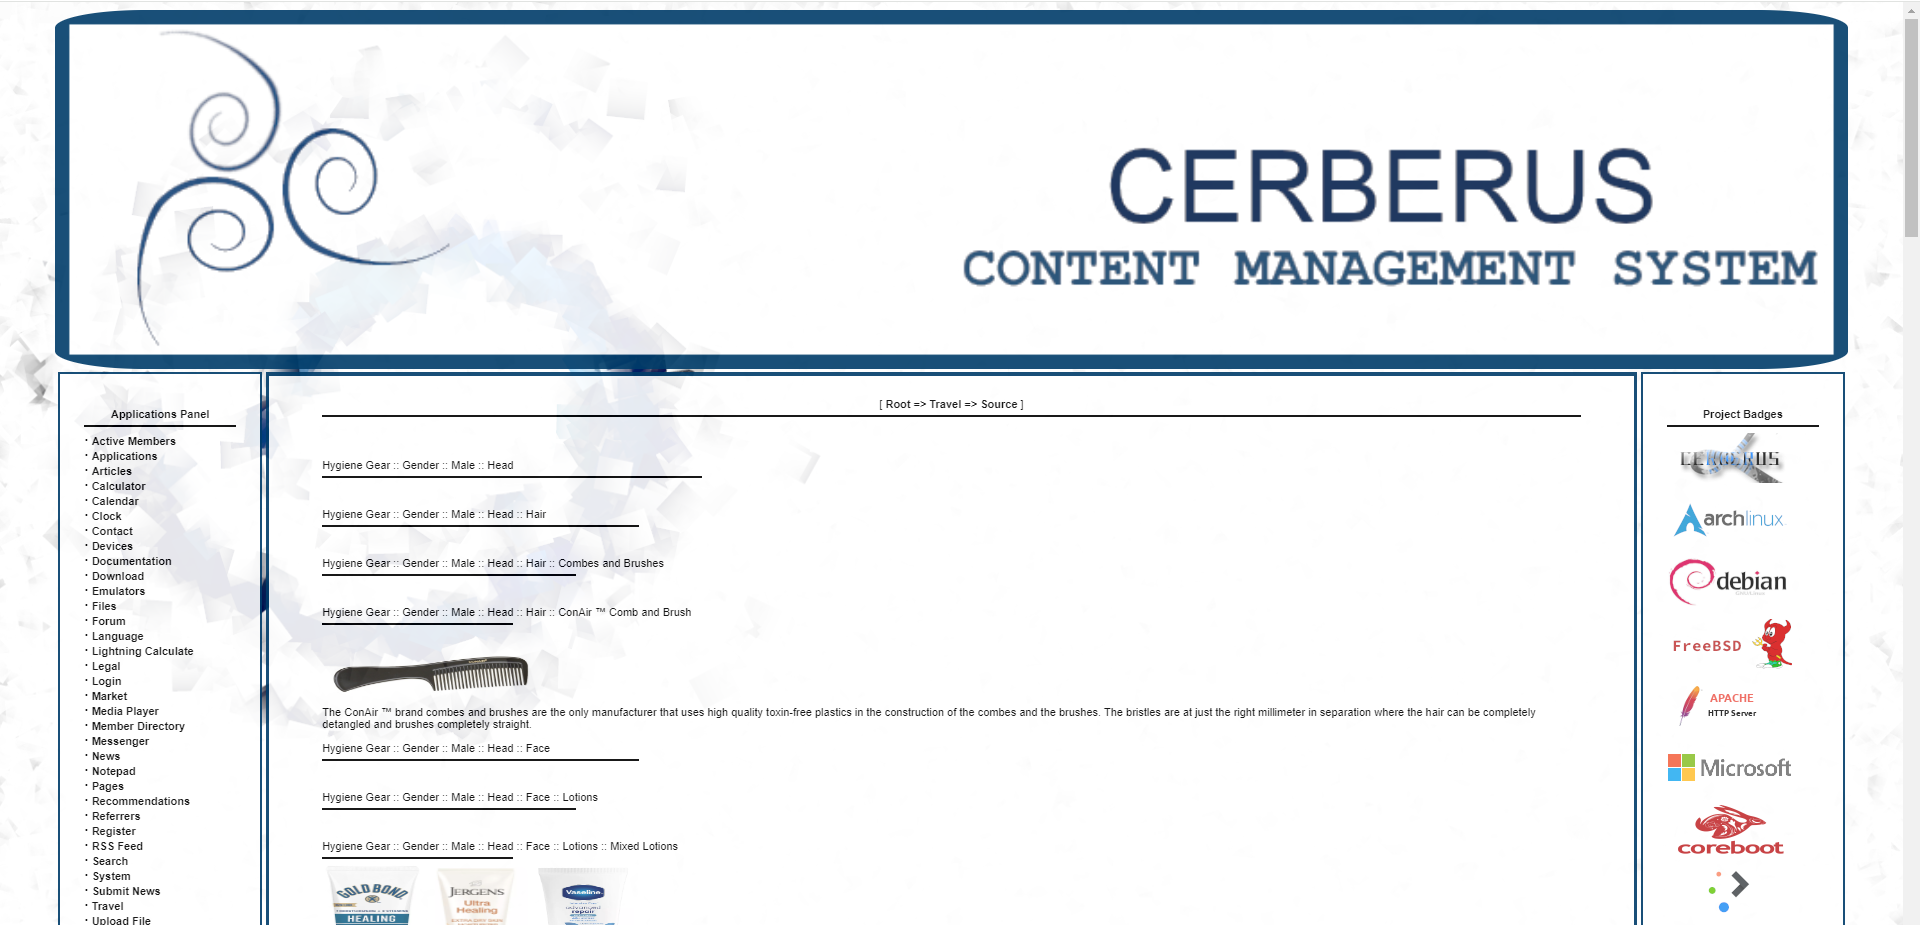 CERBERUS
CONTENT MANAGEMENT SYSTEM
Applications Panel
· Active Members
· Applications
· Articles
· Calculator
· Calendar
· Clock
· Contact
· Devices
· Documentation
· Download
· Emulators
· Files
· Forum
· Language
· Lightning Calculate
· Legal
· Login
· Market
· Media Player
· Member Directory
· Messenger
· News
· Notepad
· Pages
· Recommendations
· Referrers
· Register
· RSS Feed
· Search
· System
· Submit News
· Travel
· Upload File
[ Root => Travel => Source ]
Hygiene Gear :: Gender :: Male :: Head
Hygiene Gear :: Gender :: Male :: Head :: Hair
Hygiene Gear :: Gender :: Male :: Head :: Hair :: Combes and Brushes
Hygiene Gear :: Gender :: Male :: Head :: Hair :: ConAir ™ Comb and Brush
The ConAir ™ brand combes and brushes are the only manufacturer that uses high quality toxin-free plastics in the construction of the combes and the brushes. The bristles are at just the right millimeter in separation where the hair can be completely
detangled and brushes completely straight.
Hygiene Gear :: Gender :: Male :: Head :: Face
Hygiene Gear :: Gender :: Male :: Head :: Face :: Lotions
Hygiene Gear :: Gender :: Male :: Head :: Face :: Lotions :: Mixed Lotions
GOLD BOND
HEALING
JERGENS
Ultra
Healing
Vaseline
advanced
repair
Project Badges
CERBERUS
archlinux
debian
FreeBSD
APACHE
HTTP Server
Microsoft
coreboot